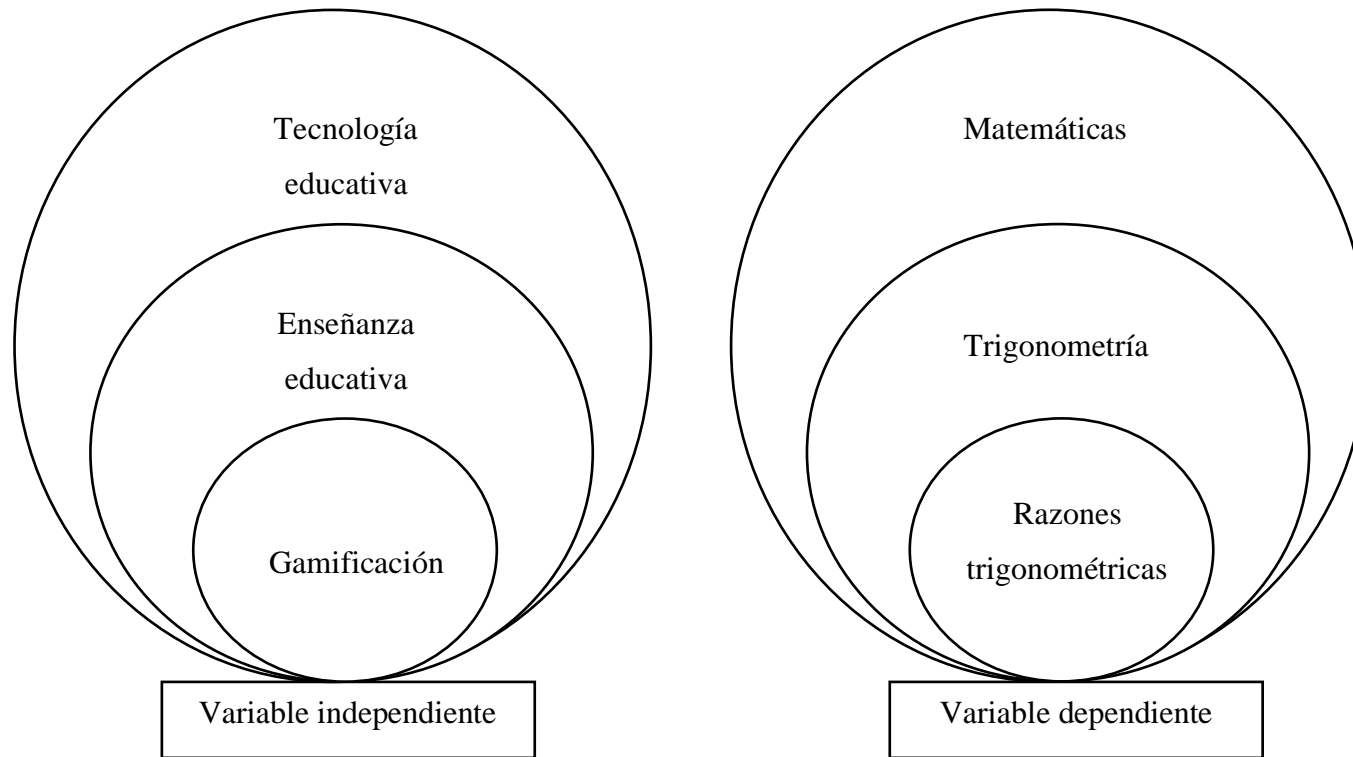 Tecnología
educativa
Enseñanza
educativa
Gamificación
Variable independiente
Matemáticas
Trigonometría
Razones
trigonométricas
Variable dependiente